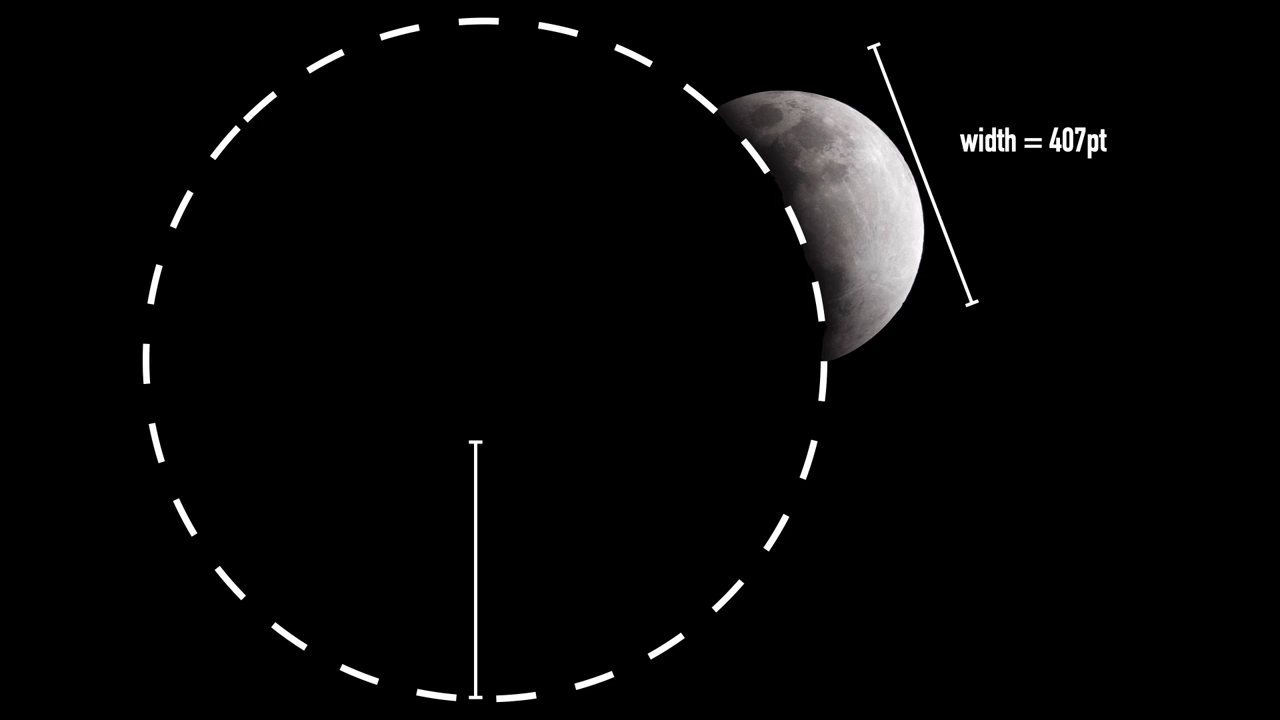 width = 407pt